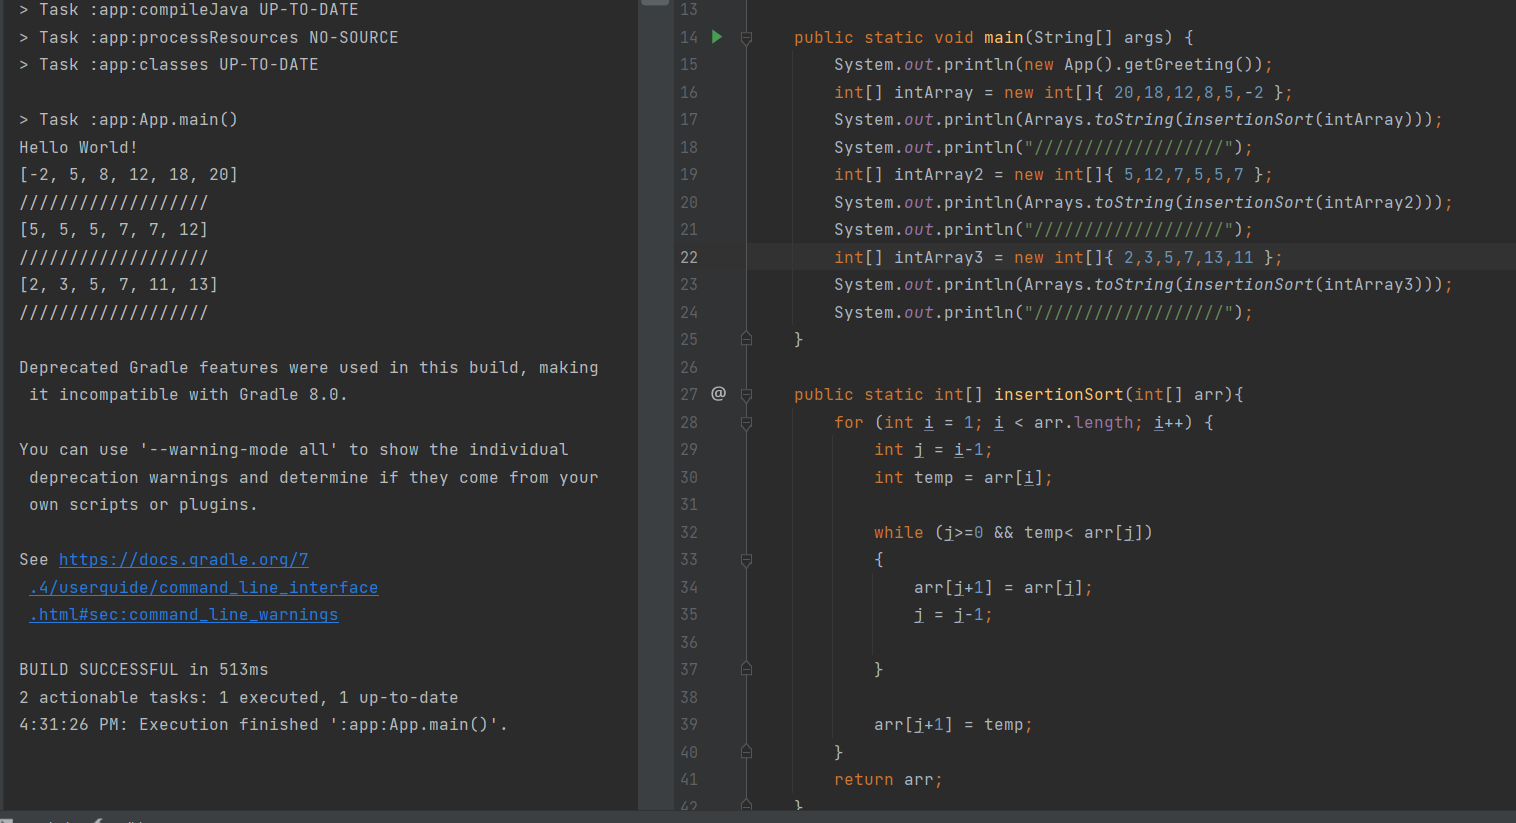 > Task :app:compileJava UP-TO-DATE
> Task :app:processResources NO-SOURCE
> Task :app:classes UP-TO-DATE
> Task :app:App.main()
Hello World!
[-2, 5, 8, 12, 18, 20]
///////////////////
[5, 5, 5, 7, 7, 12]
///////////////////
[2, 3, 5, 7, 11, 13]
///////////////////
Deprecated Gradle features were used in this build, making
it incompatible with Gradle 8.0.
You can use '--warning-mode all' to show the individual
deprecation warnings and determine if they come from your
own scripts or plugins.
See https://docs.gradle.org/7
.4/userguide/command_line_interface
.html#sec:command_line_warnings
BUILD SUCCESSFUL in 513ms
2 actionable tasks: 1 executed, 1 up-to-date
4:31:26 PM: Execution finished ':app:App.main()'.
13
14 public static void main(String[] args) {
15 System.out.println(new App().getGreeting());
16 int[] intArray = new int[]{ 20,18,12,8,5,-2 };
17 System.out.println(Arrays.toString(insertionSort(intArray)));
18 System.out.println("///////////////////");
19 int[] intArray2 = new int[]{ 5,12,7,5,5,7 };
20 System.out.println(Arrays.toString(insertionSort(intArray2)));
21 System.out.println("///////////////////");
22 int[] intArray3 = new int[]{ 2,3,5,7,13,11 };
23 System.out.println(Arrays.toString(insertionSort(intArray3)));
24 System.out.println("///////////////////");
25 }
26
27 @ public static int[] insertionSort(int[] arr){
28 for (int i = 1; i < arr.length; i++) {
29 int j = i-1;
30 int temp = arr[i];
31
32 while (j>=0 && temp< arr[j])
33 {
34 arr[j+1] = arr[j];
35 j = j-1;
36
37 }
38
39 arr[j+1] = temp;
40 }
41 return arr;
42 }